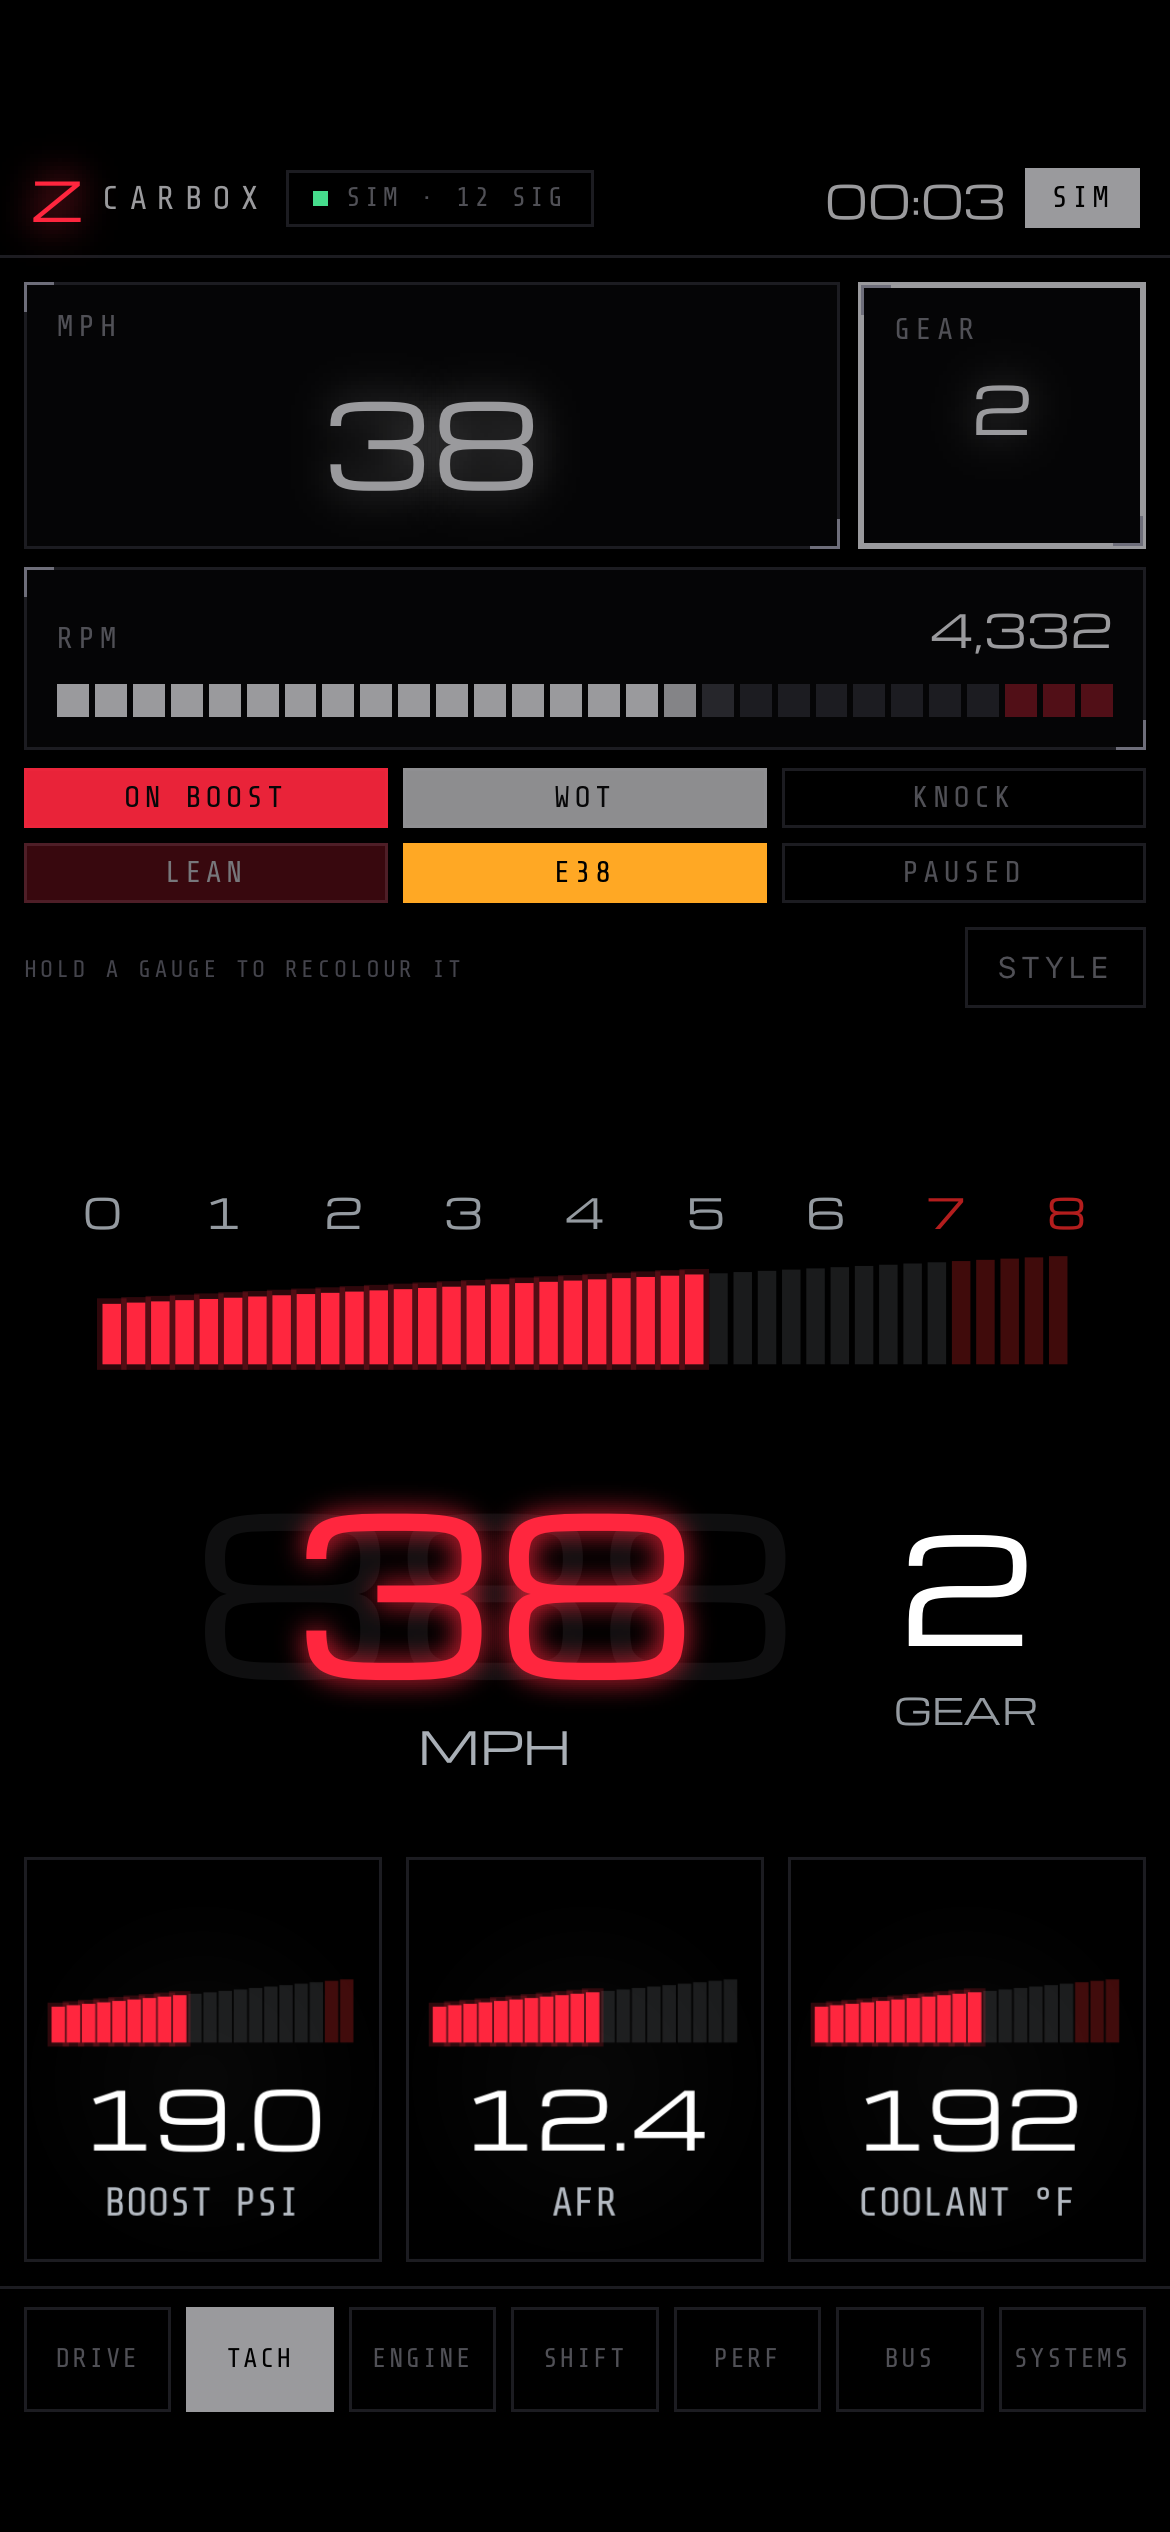 Z CARBOX SIM · 12 SIG 00:03 SIM
MPH
38
GEAR
2
RPM 4,332
ON BOOST WOT KNOCK
LEAN E38 PAUSED
HOLD A GAUGE TO RECOLOUR IT STYLE
0 1 2 3 4 5 6 7 8
38 2
MPH GEAR
19.0 12.4 192
BOOST PSI AFR COOLANT °F
DRIVE TACH ENGINE SHIFT PERF BUS SYSTEMS